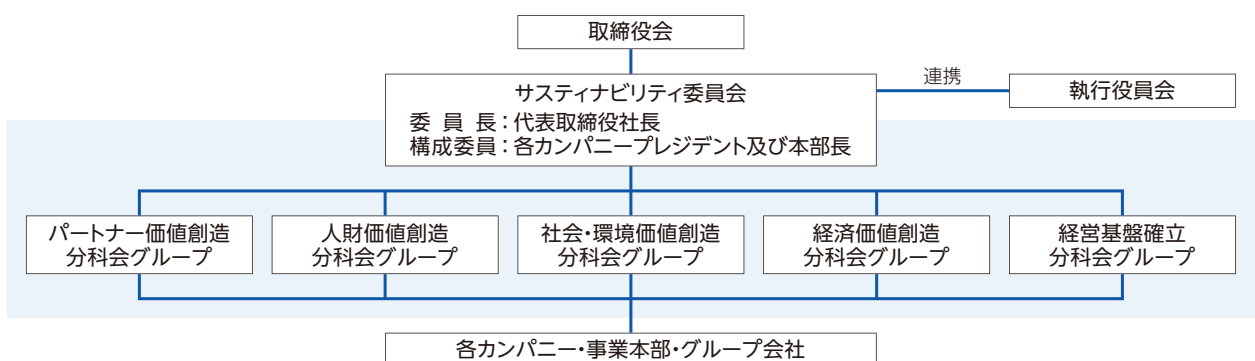 取締役会
サスティナビリティ委員会
委 員 長：代表取締役社長
構成委員：各カンパニープレジデント及び本部長
連携
執行役員会
パートナー価値創造
分科会グループ
人財価値創造
分科会グループ
社会・環境価値創造
分科会グループ
経済価値創造
分科会グループ
経営基盤確立
分科会グループ
各カンパニー・事業本部・グループ会社